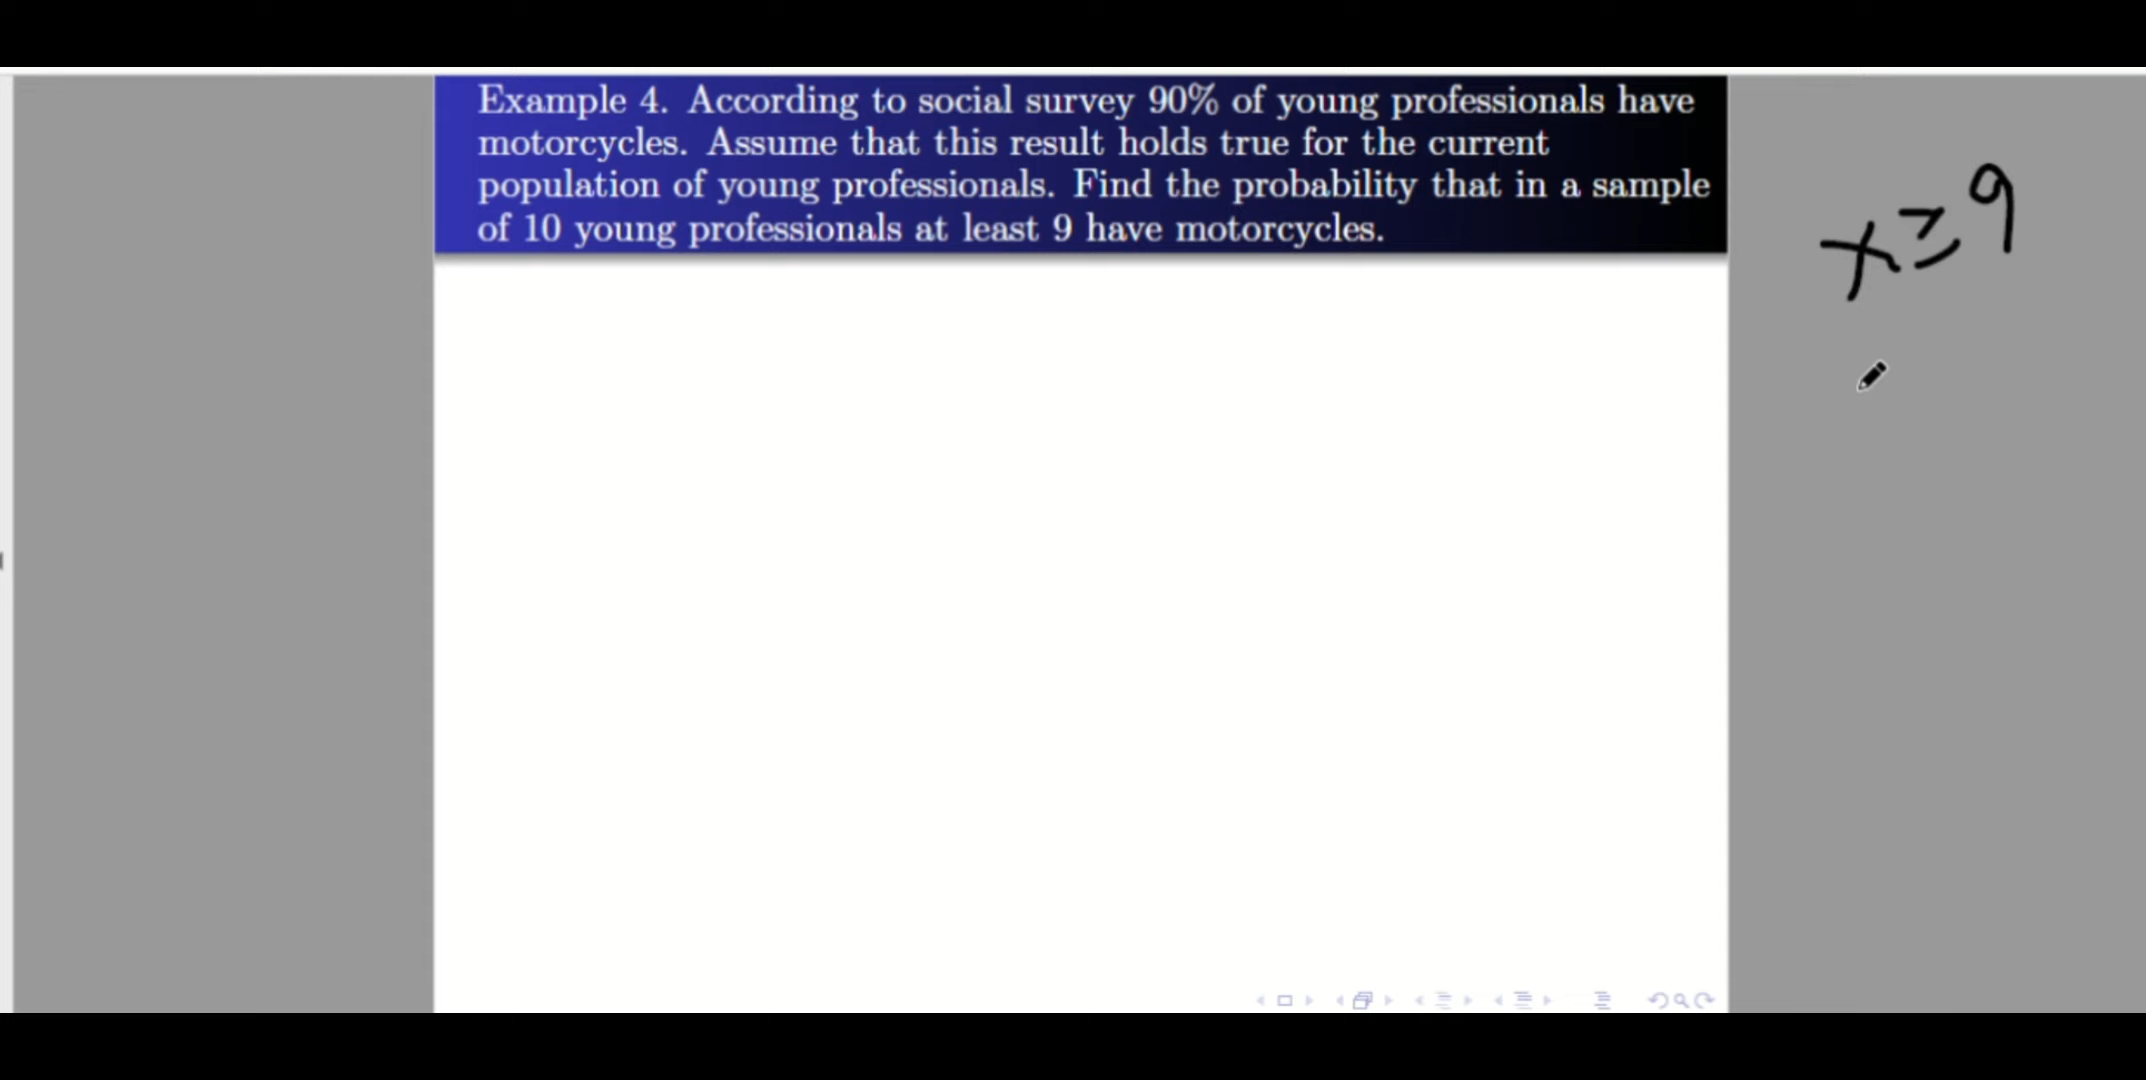 Example 4. According to social survey 90% of young professionals have
motorcycles. Assume that this result holds true for the current
population of young professionals. Find the probability that in a sample
of 10 young professionals at least 9 have motorcycles.
x ≥ 9